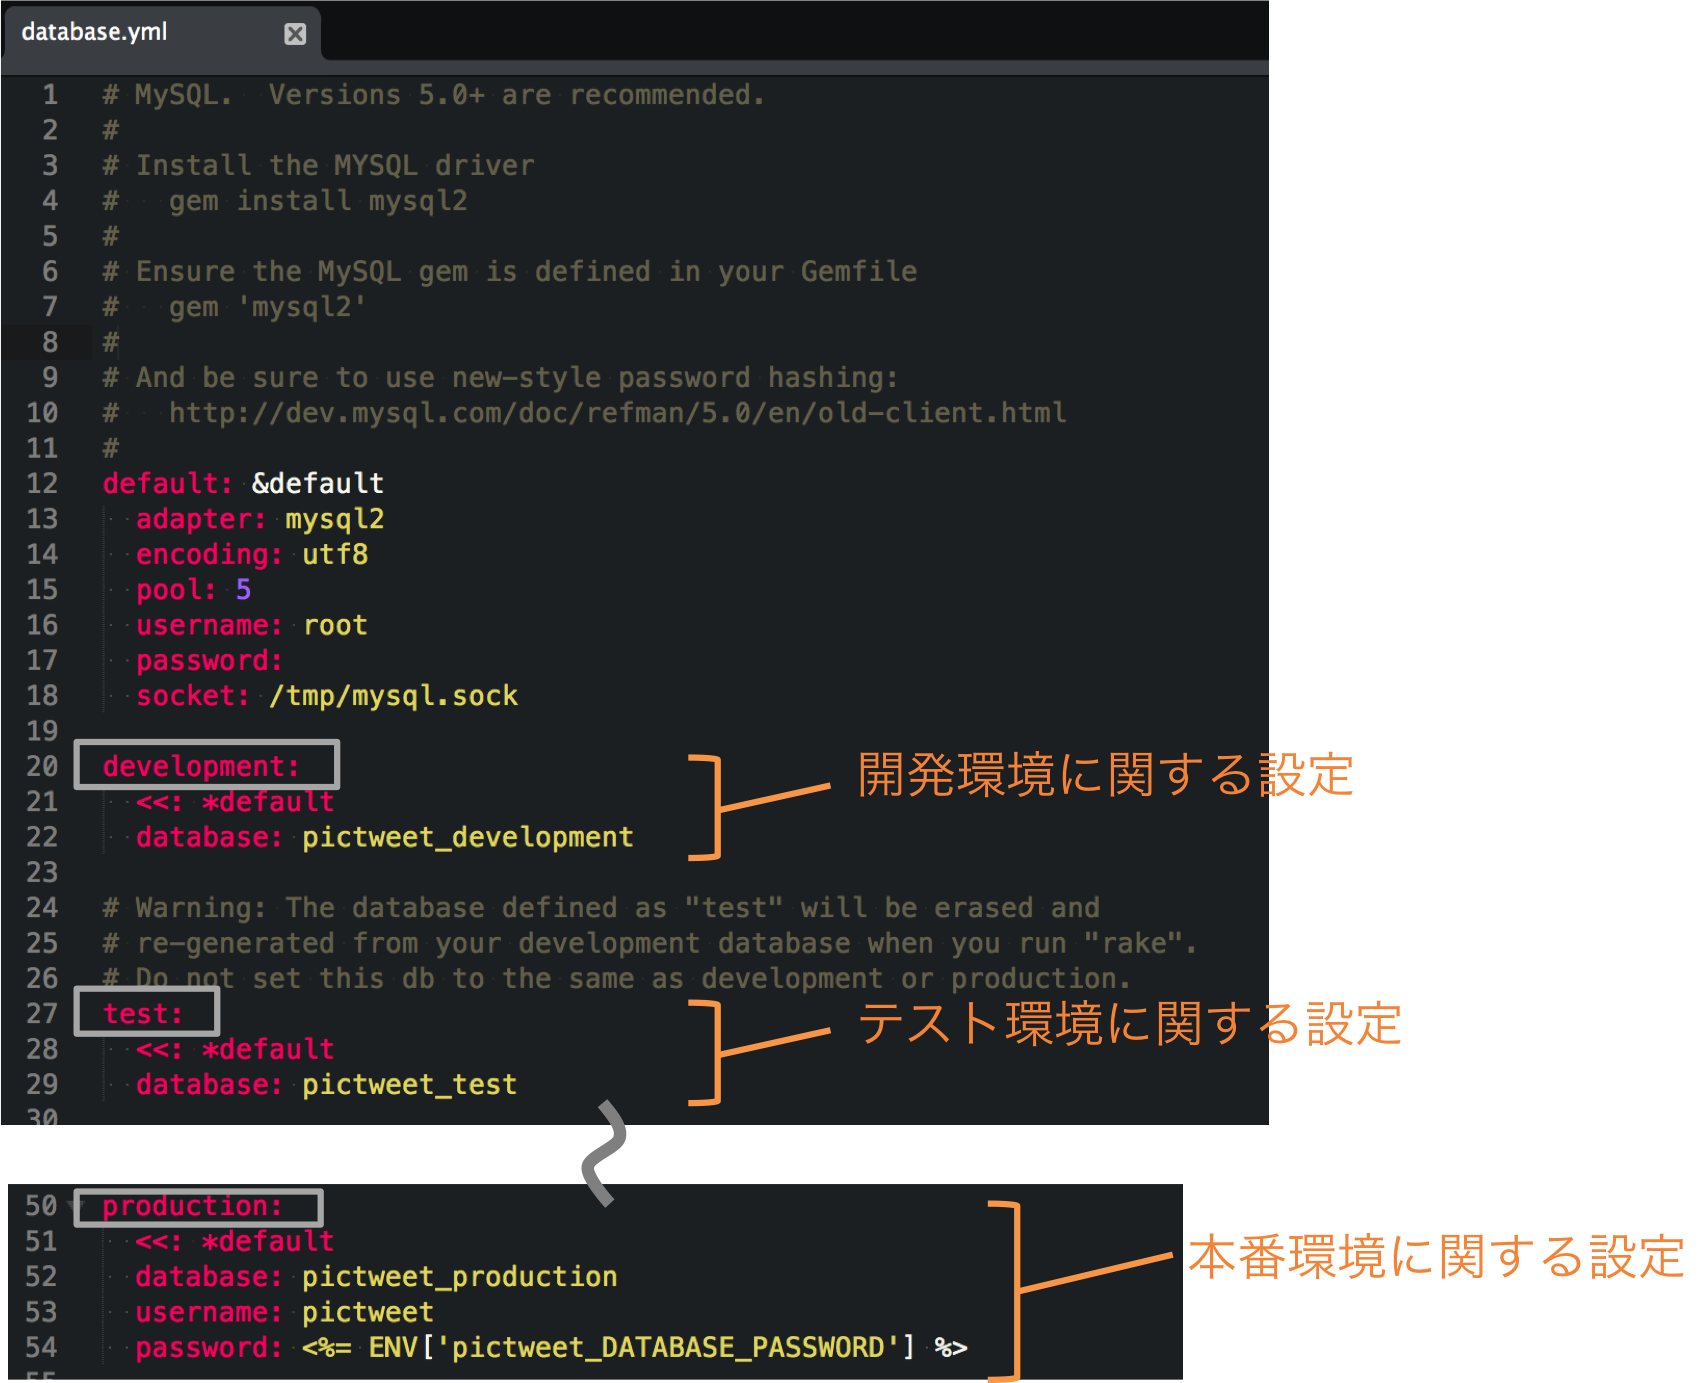 database.yml
1 # MySQL.  Versions 5.0+ are recommended.
2 #
3 # Install the MYSQL driver
4 #   gem install mysql2
5 #
6 # Ensure the MySQL gem is defined in your Gemfile
7 #   gem 'mysql2'
8 #
9 # And be sure to use new-style password hashing:
10 #   http://dev.mysql.com/doc/refman/5.0/en/old-client.html
11 #
12 default: &default
13   adapter: mysql2
14   encoding: utf8
15   pool: 5
16   username: root
17   password:
18   socket: /tmp/mysql.sock
19
20 development:
開発環境に関する設定
21   <<: *default
22   database: pictweet_development
23
24 # Warning: The database defined as "test" will be erased and
25 # re-generated from your development database when you run "rake".
26 # Do not set this db to the same as development or production.
27 test:
テスト環境に関する設定
28   <<: *default
29   database: pictweet_test
30
50 production:
51   <<: *default
本番環境に関する設定
52   database: pictweet_production
53   username: pictweet
54   password: <%= ENV['pictweet_DATABASE_PASSWORD'] %>
55